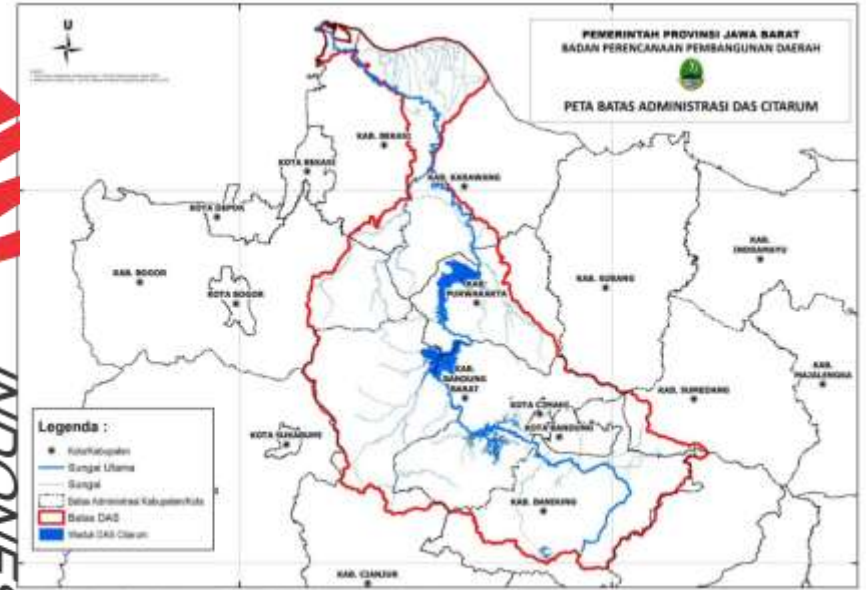 U
PEMERINTAH PROVINSI JAWA BARAT
BADAN PERENCANAAN PEMBANGUNAN DAERAH
PETA BATAS ADMINISTRASI DAS CITARUM
KAB. BEKASI
KOTA BEKASI
KAB. KARAWANG
KOTA DEPOK
KAB. INDRAMAYU
KAB. BOGOR
KOTA BOGOR
KAB. PURWAKARTA
KAB. SUBANG
KAB. BANDUNG BARAT
KAB. MAJALENGKA
KAB. SUMEDANG
KOTA CIMAHI
KOTA BANDUNG
KOTA SUKABUMI
KAB. BANDUNG
KAB. CIANJUR
Legenda :
Kota/Kabupaten
Sungai Utama
Sungai
Batas Administrasi Kabupaten/Kota
Batas DAS
Waduk DAS Citarum